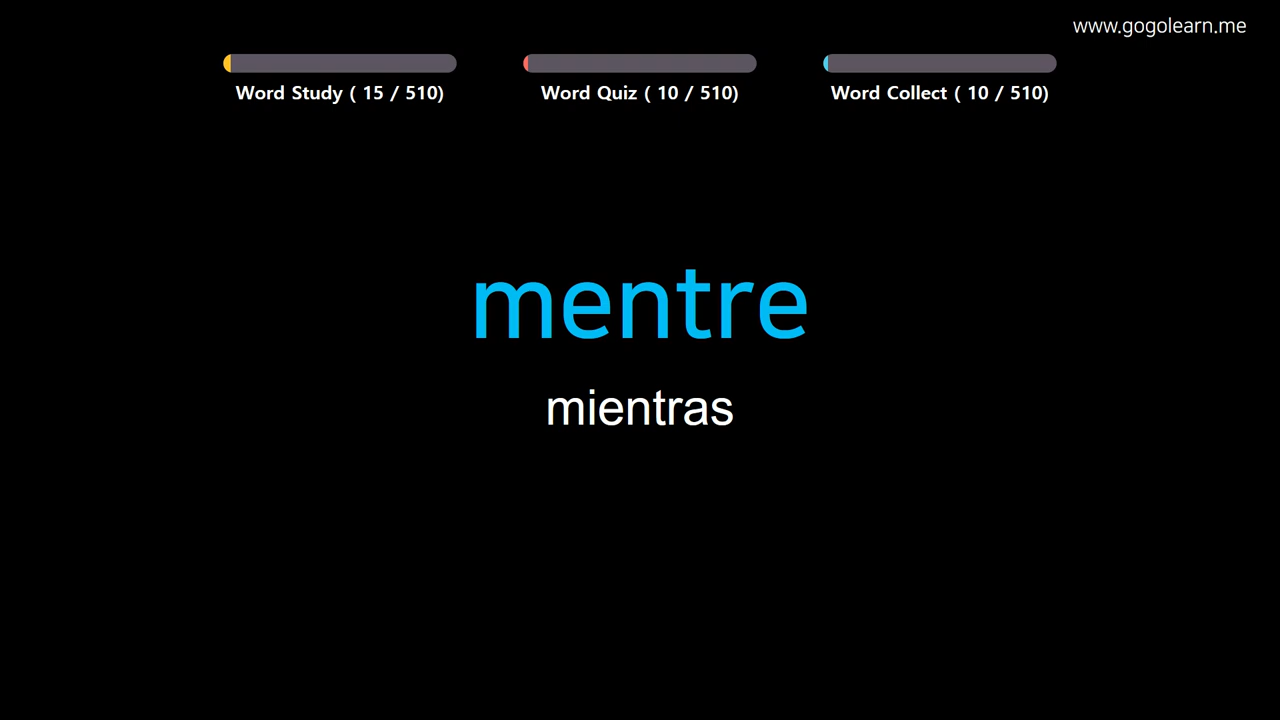 www.gogolearn.me
Word Study ( 15 / 510)
Word Quiz ( 10 / 510)
Word Collect ( 10 / 510)
mentre
mientras